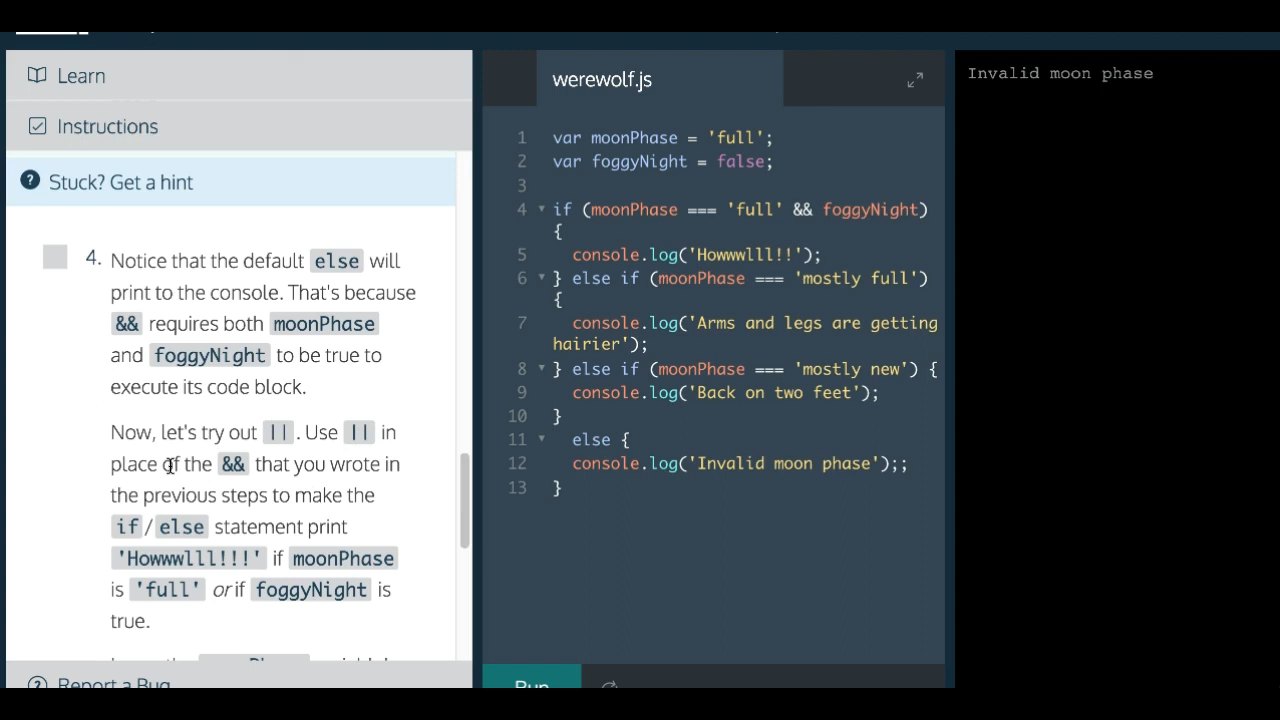 Learn
Instructions
Stuck? Get a hint
4. Notice that the default else will
print to the console. That's because
&& requires both moonPhase
and foggyNight to be true to
execute its code block.
Now, let's try out ||. Use || in
place of the && that you wrote in
the previous steps to make the
if/else statement print
'Howwwlll!!!' if moonPhase
is 'full' or if foggyNight is
true.
Report a Bug
werewolf.js
1 var moonPhase = 'full';
2 var foggyNight = false;
3
4 if (moonPhase === 'full' && foggyNight)
{
5 console.log('Howwwlll!!');
6 } else if (moonPhase === 'mostly full')
{
7 console.log('Arms and legs are getting
hairier');
8 } else if (moonPhase === 'mostly new') {
9 console.log('Back on two feet');
10 }
11 else {
12 console.log('Invalid moon phase');;
13 }
Run
Invalid moon phase